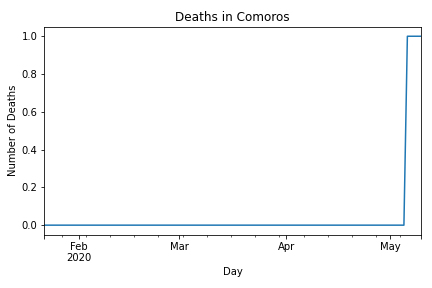 Deaths in Comoros
1.0
0.8
0.6
0.4
0.2
0.0
Number of Deaths
Feb
2020
Mar
Apr
May
Day